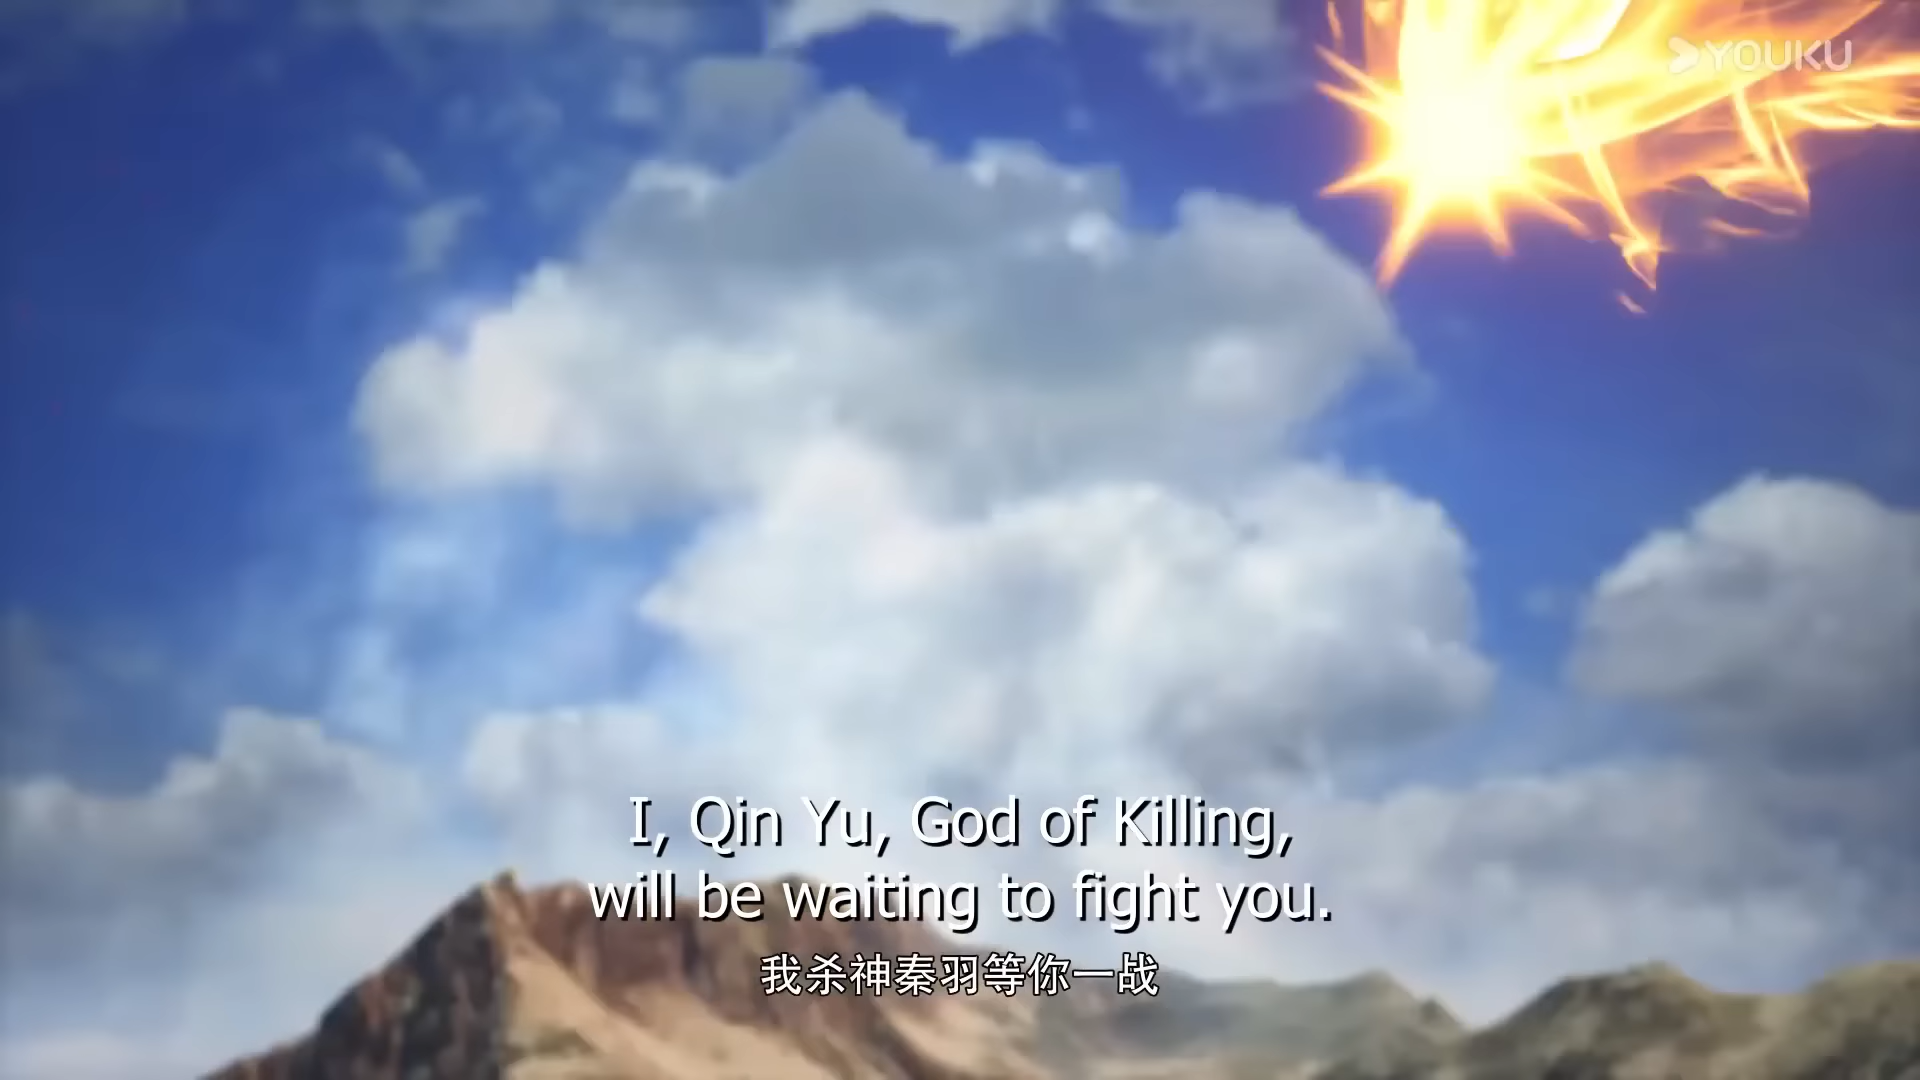 YOUKU
I, Qin Yu, God of Killing,
will be waiting to fight you.
我杀神秦羽等你一战